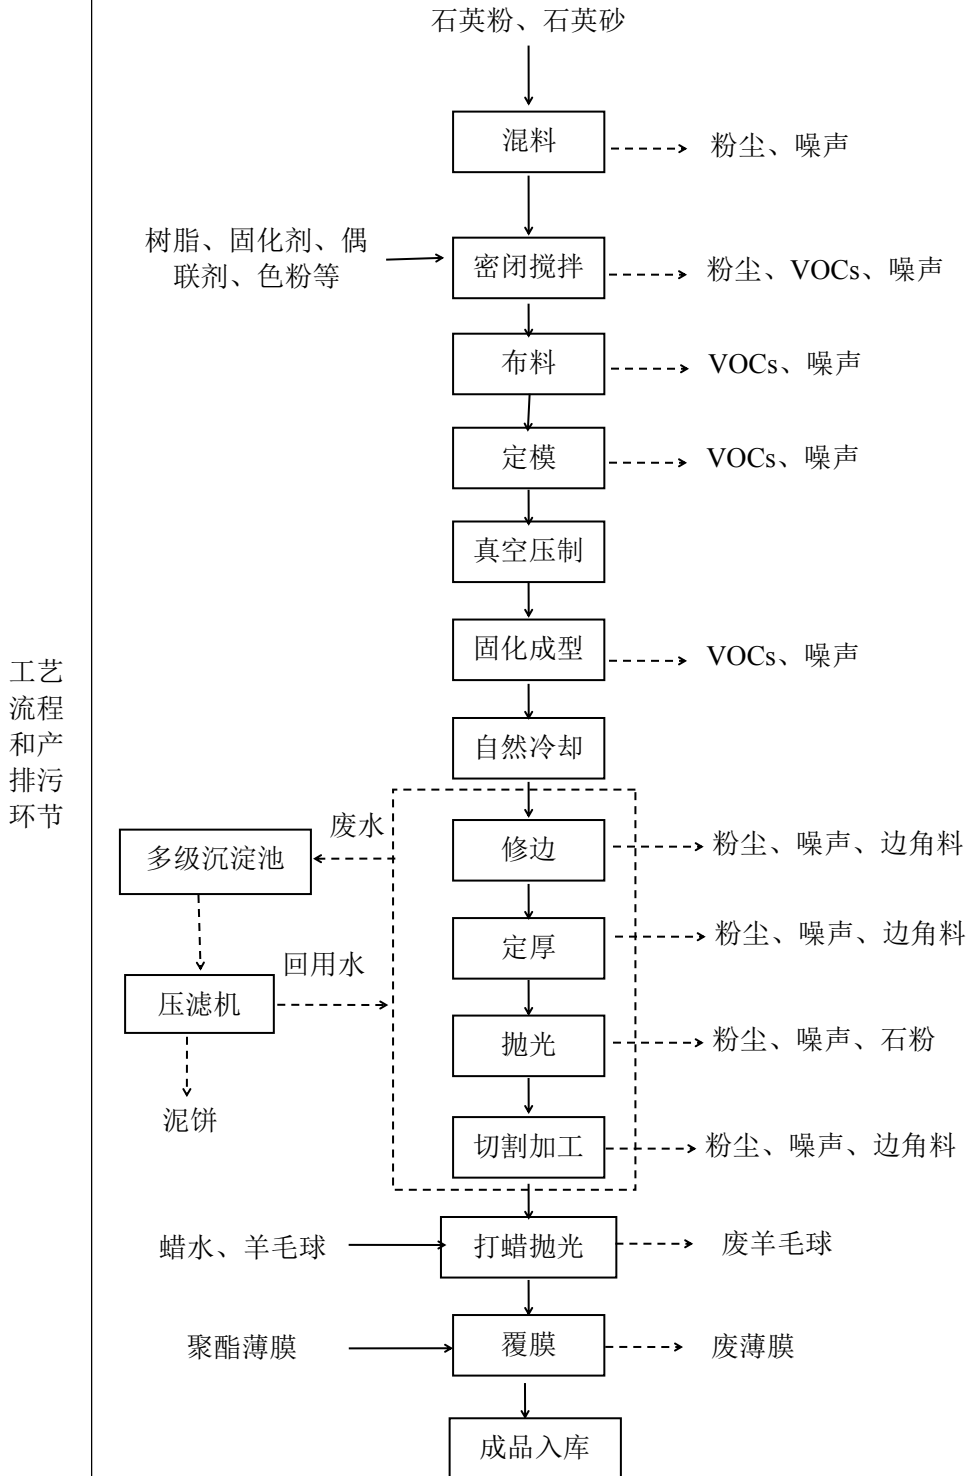 石英粉、石英砂
混料
粉尘、噪声
树脂、固化剂、偶
联剂、色粉等
密闭搅拌
粉尘、VOCs、噪声
布料
VOCs、噪声
定模
VOCs、噪声
真空压制
固化成型
VOCs、噪声
工艺
流程
和产
排污
环节
自然冷却
废水
多级沉淀池
修边
粉尘、噪声、边角料
定厚
粉尘、噪声、边角料
回用水
压滤机
抛光
粉尘、噪声、石粉
泥饼
切割加工
粉尘、噪声、边角料
蜡水、羊毛球
打蜡抛光
废羊毛球
聚酯薄膜
覆膜
废薄膜
成品入库